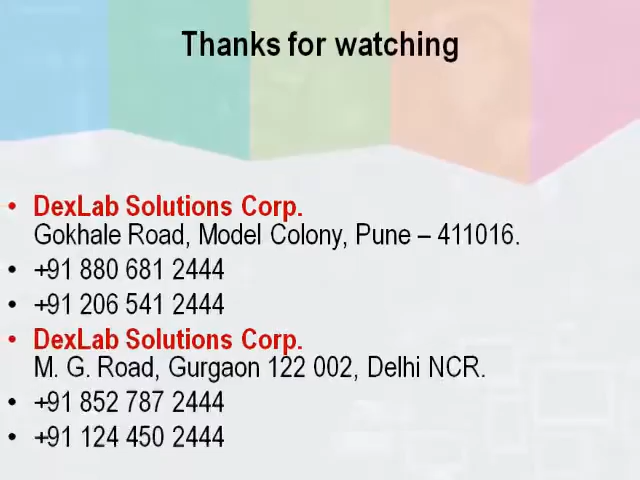 Thanks for watching
• DexLab Solutions Corp.
Gokhale Road, Model Colony, Pune – 411016.
• +91 880 681 2444
• +91 206 541 2444
• DexLab Solutions Corp.
M. G. Road, Gurgaon 122 002, Delhi NCR.
• +91 852 787 2444
• +91 124 450 2444